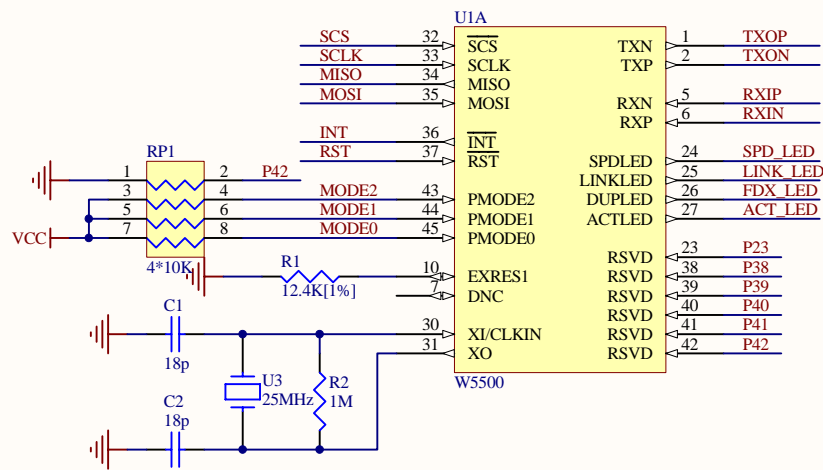 U1A
SCS 32 SCS TXN 1 TXOP
SCLK 33 SCLK TXP 2 TXON
MISO 34 MISO
MOSI 35 MOSI RXN 5 RXIP
RXP 6 RXIN
INT 36 INT
RST 37 RST SPDLED 24 SPD_LED
LINKLED 25 LINK_LED
DUPLED 26 FDX_LED
ACTLED 27 ACT_LED
RP1
1 2 P42
3 4 MODE2 43 PMODE2
5 6 MODE1 44 PMODE1
VCC 7 8 MODE0 45 PMODE0
4*10K
RSVD 23 P23
R1 10 EXRES1 RSVD 38 P38
12.4K[1%] 7 DNC RSVD 39 P39
RSVD 40 P40
C1 30 XI/CLKIN RSVD 41 P41
31 XO RSVD 42 P42
18p
W5500
U3 R2
25MHz 1M
C2
18p